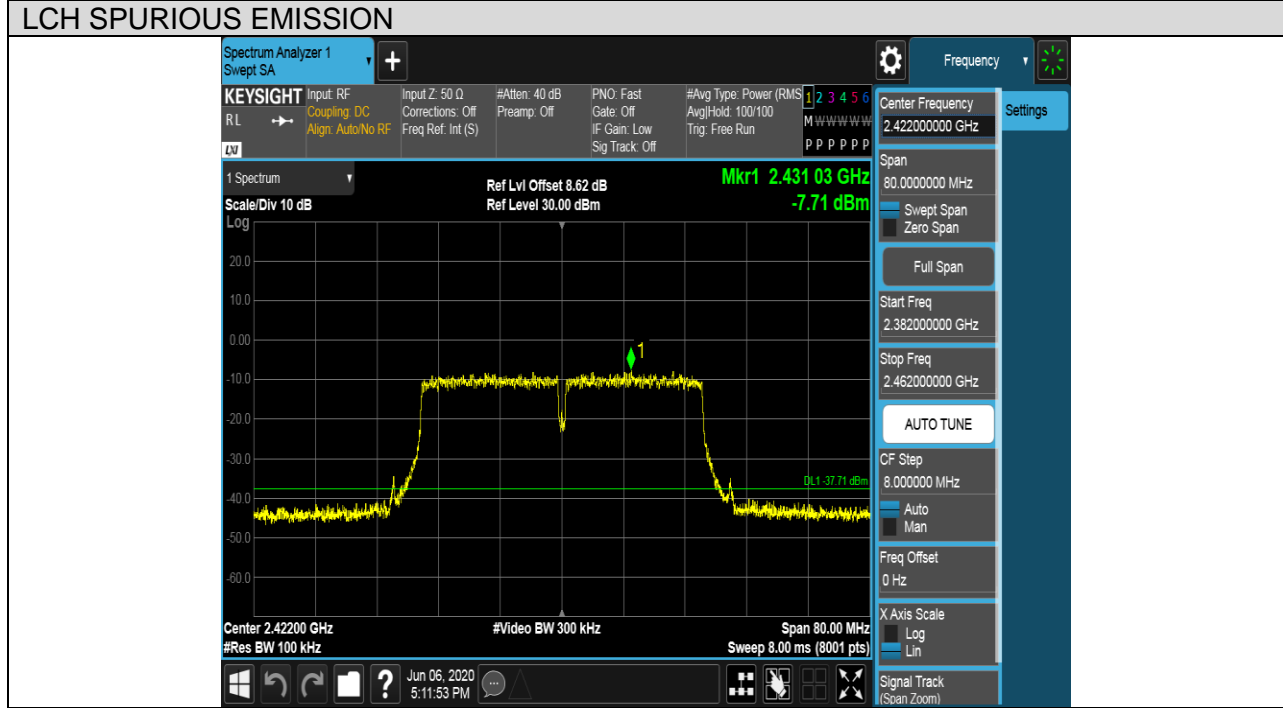 LCH SPURIOUS EMISSION
Spectrum Analyzer 1
Swept SA
+
Frequency
KEYSIGHT
RL
LXI
Input: RF
Coupling: DC
Align: Auto/No RF
Input Z: 50 Ω
Corrections: Off
Freq Ref: Int (S)
#Atten: 40 dB
Preamp: Off
PNO: Fast
Gate: Off
IF Gain: Low
Sig Track: Off
#Avg Type: Power (RMS
Avg|Hold: 100/100
Trig: Free Run
1 2 3 4 5 6
M W W W W W
P P P P P P
1 Spectrum
Scale/Div 10 dB
Ref Lvl Offset 8.62 dB
Ref Level 30.00 dBm
Mkr1 2.431 03 GHz
-7.71 dBm
Log
20.0
10.0
0.00
-10.0
-20.0
-30.0
-40.0
-50.0
-60.0
1
DL1 -37.71 dBm
Center 2.42200 GHz
#Res BW 100 kHz
#Video BW 300 kHz
Span 80.00 MHz
Sweep 8.00 ms (8001 pts)
Center Frequency
2.422000000 GHz
Settings
Span
80.0000000 MHz
Swept Span
Zero Span
Full Span
Start Freq
2.382000000 GHz
Stop Freq
2.462000000 GHz
AUTO TUNE
CF Step
8.000000 MHz
Auto
Man
Freq Offset
0 Hz
X Axis Scale
Log
Lin
Signal Track
(Span Zoom)
?
Jun 06, 2020
5:11:53 PM